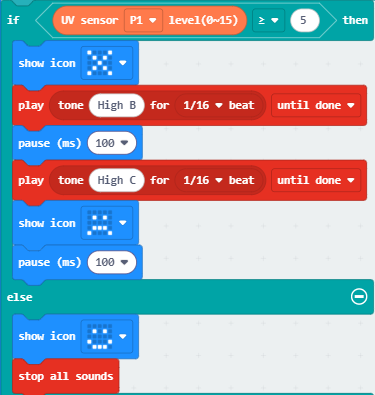 if UV sensor P1 level(0~15) ≥ 5 then
show icon
play tone High B for 1/16 beat until done
pause (ms) 100
play tone High C for 1/16 beat until done
show icon
pause (ms) 100
else
show icon
stop all sounds